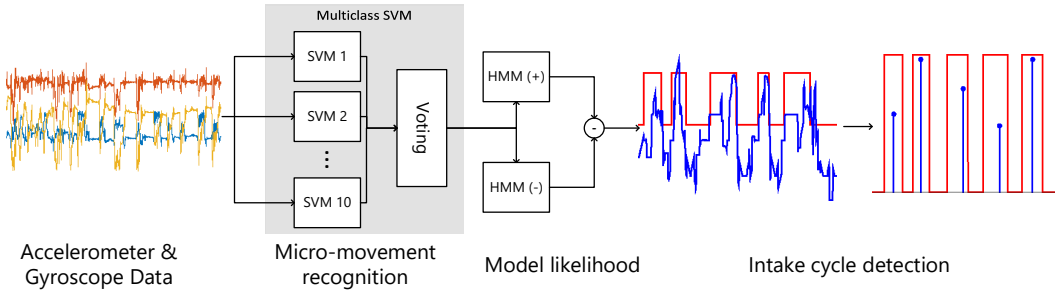 Multiclass SVM
SVM 1
SVM 2
...
SVM 10
Voting
HMM (+)
HMM (-)
-
Accelerometer &
Gyroscope Data
Micro-movement
recognition
Model likelihood
Intake cycle detection